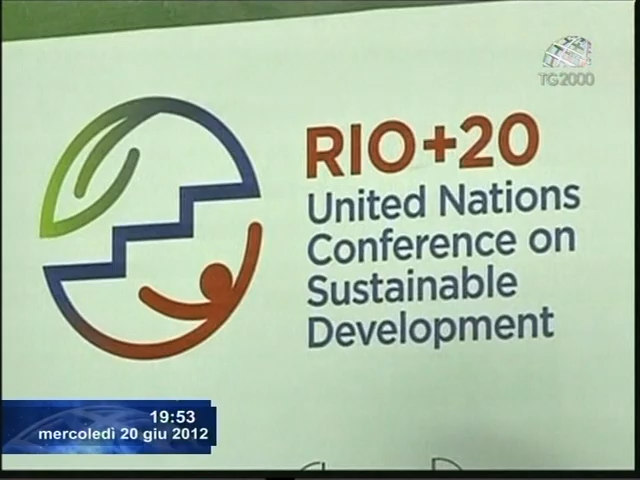 TG2000
RIO+20
United Nations
Conference on
Sustainable
Development
19:53
mercoledì 20 giu 2012